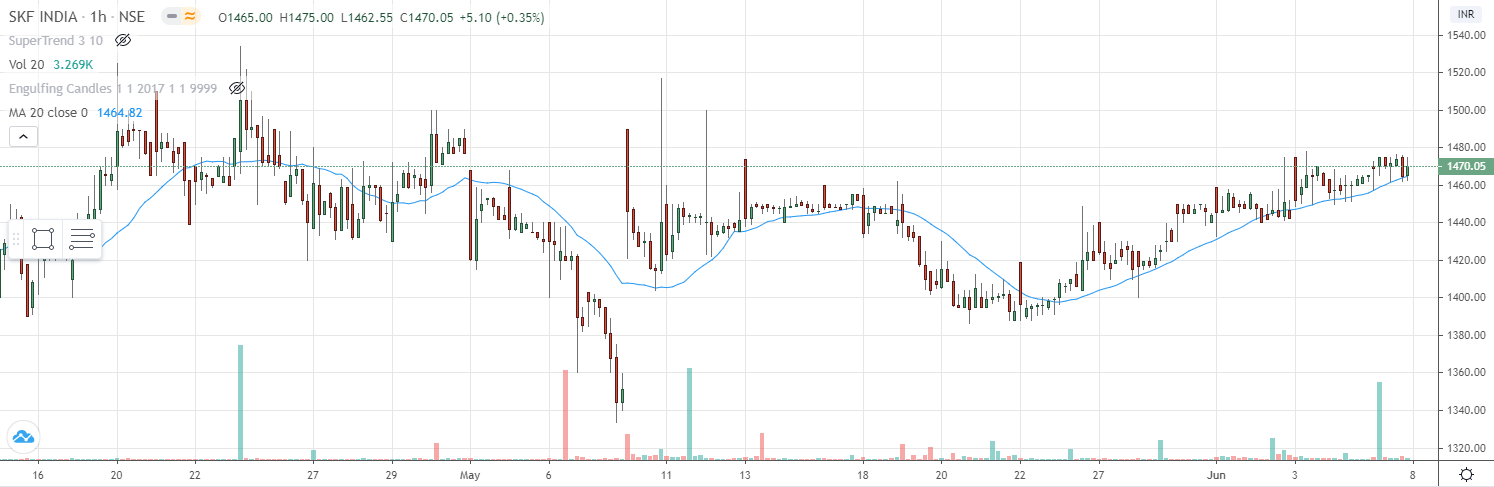 SKF INDIA · 1h · NSE O1465.00 H1475.00 L1462.55 C1470.05 +5.10 (+0.35%)
INR
SuperTrend 3 10
Vol 20 3.269K
Engulfing Candles 1 1 2017 1 1 9999
MA 20 close 0 1464.82
1540.00
1520.00
1500.00
1480.00
1470.05
1460.00
1440.00
1420.00
1400.00
1380.00
1360.00
1340.00
1320.00
16 20 22 27 29 May 6 11 13 18 20 22 27 Jun 3 8